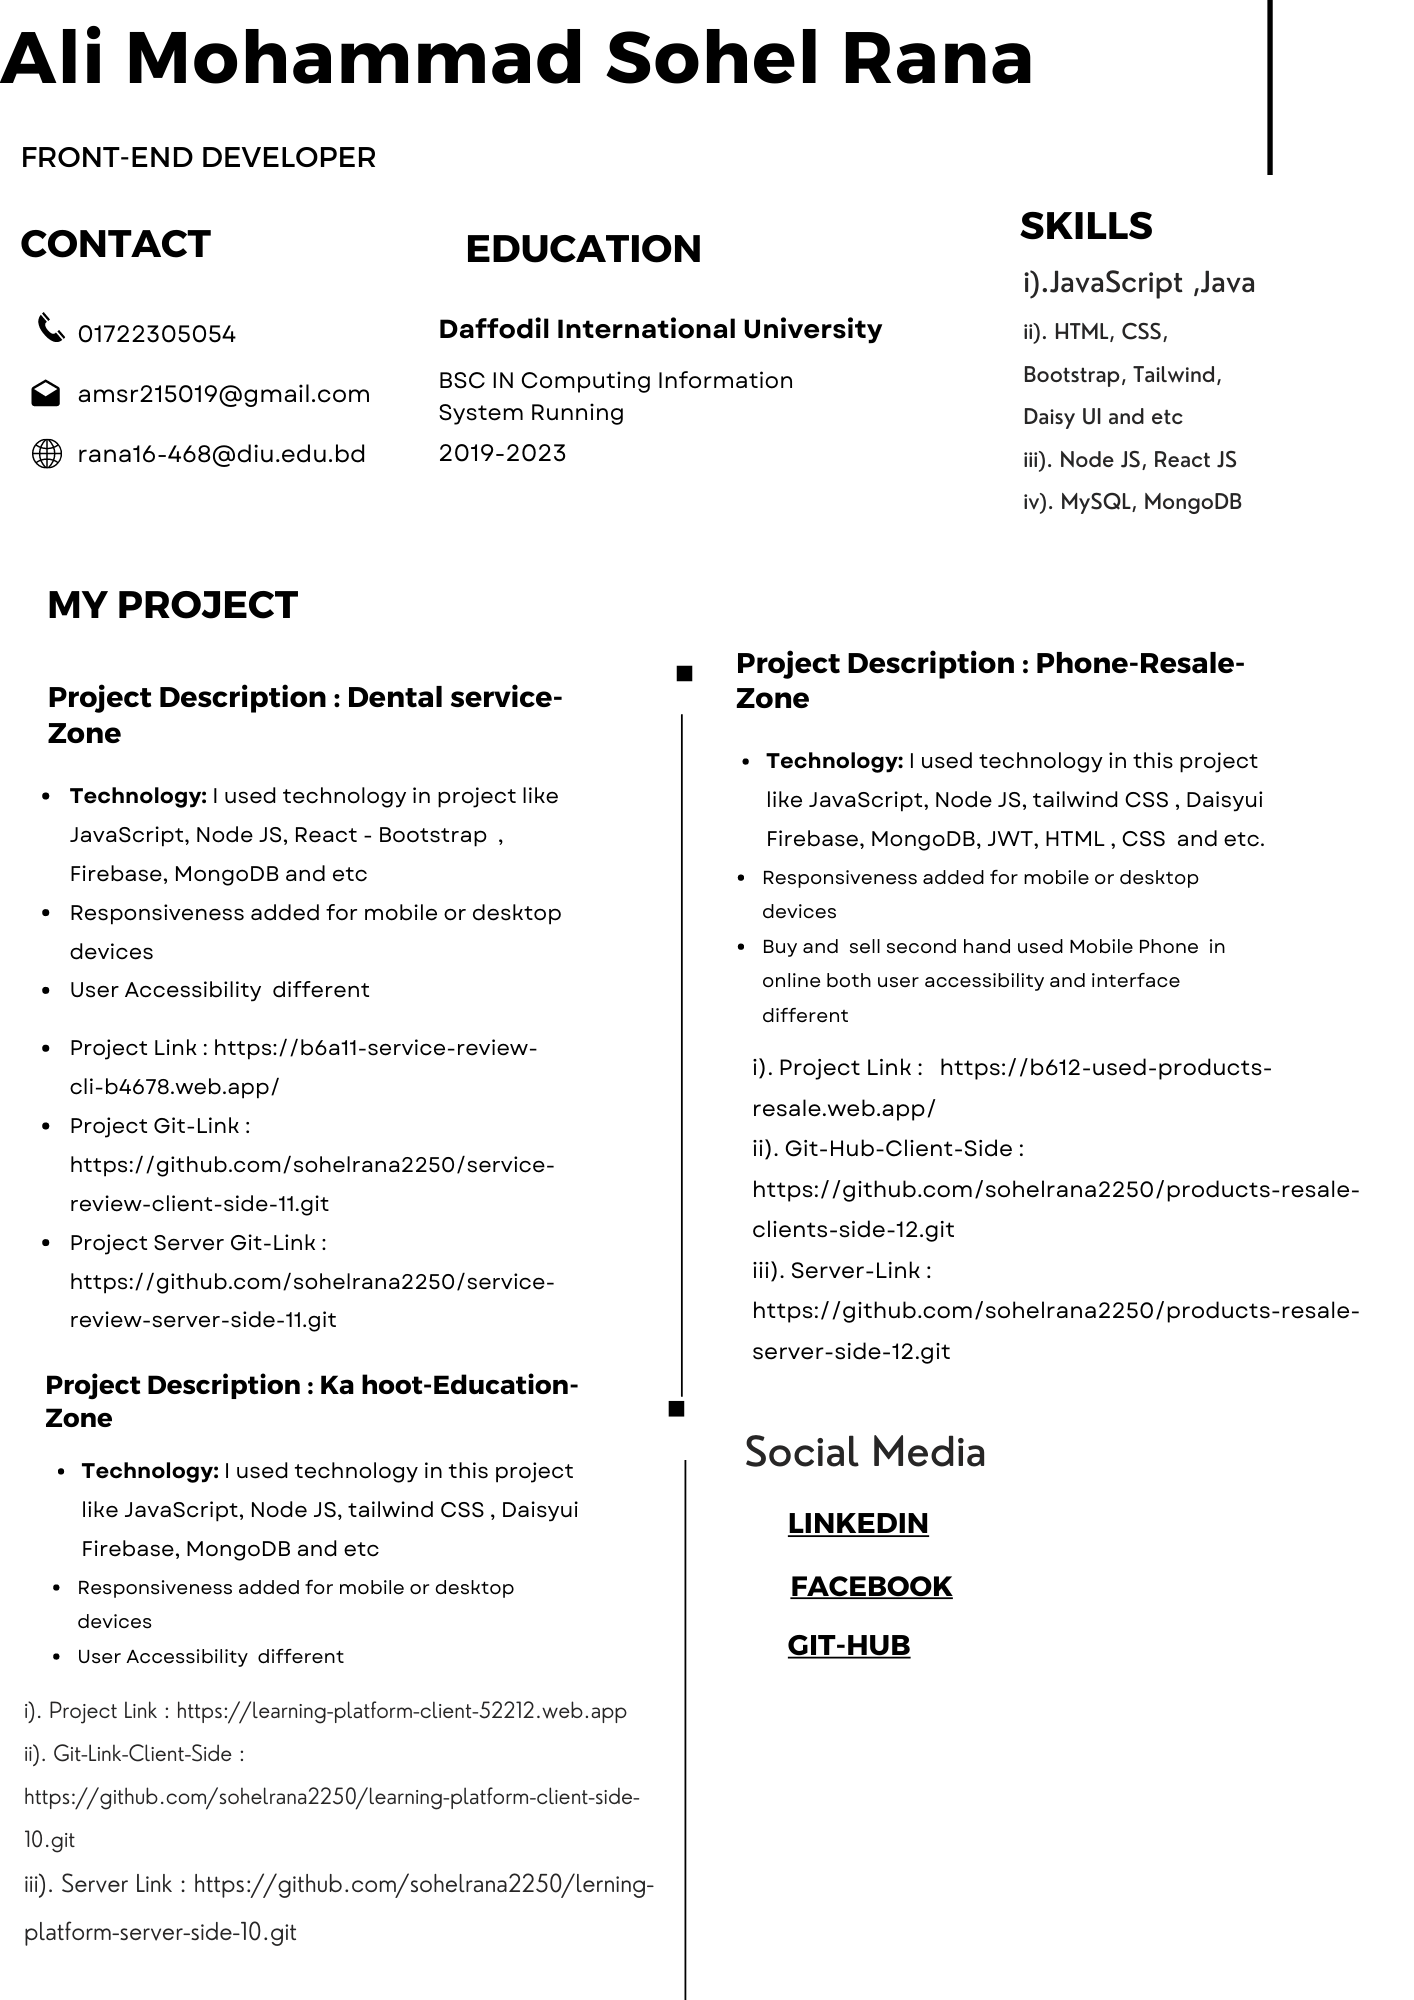 Ali Mohammad Sohel Rana
FRONT-END DEVELOPER
CONTACT
01722305054
amsr215019@gmail.com
rana16-468@diu.edu.bd
EDUCATION
Daffodil International University
BSC IN Computing Information
System Running
2019-2023
SKILLS
i).JavaScript ,Java
ii). HTML, CSS,
Bootstrap, Tailwind,
Daisy UI and etc
iii). Node JS, React JS
iv). MySQL, MongoDB
MY PROJECT
Project Description : Dental service-
Zone
• Technology: I used technology in project like
JavaScript, Node JS, React - Bootstrap  ,
Firebase, MongoDB and etc
• Responsiveness added for mobile or desktop
devices
• User Accessibility  different
• Project Link : https://b6a11-service-review-
cli-b4678.web.app/
• Project Git-Link :
https://github.com/sohelrana2250/service-
review-client-side-11.git
• Project Server Git-Link :
https://github.com/sohelrana2250/service-
review-server-side-11.git
Project Description : Ka hoot-Education-
Zone
• Technology: I used technology in this project
like JavaScript, Node JS, tailwind CSS , Daisyui
Firebase, MongoDB and etc
• Responsiveness added for mobile or desktop
devices
• User Accessibility  different
i). Project Link : https://learning-platform-client-52212.web.app
ii). Git-Link-Client-Side :
https://github.com/sohelrana2250/learning-platform-client-side-
10.git
iii). Server Link : https://github.com/sohelrana2250/lerning-
platform-server-side-10.git
Project Description : Phone-Resale-
Zone
• Technology: I used technology in this project
like JavaScript, Node JS, tailwind CSS , Daisyui
Firebase, MongoDB, JWT, HTML , CSS  and etc.
• Responsiveness added for mobile or desktop
devices
• Buy and  sell second hand used Mobile Phone  in
online both user accessibility and interface
different
i). Project Link :  https://b612-used-products-
resale.web.app/
ii). Git-Hub-Client-Side :
https://github.com/sohelrana2250/products-resale-
clients-side-12.git
iii). Server-Link :
https://github.com/sohelrana2250/products-resale-
server-side-12.git
Social Media
LINKEDIN
FACEBOOK
GIT-HUB